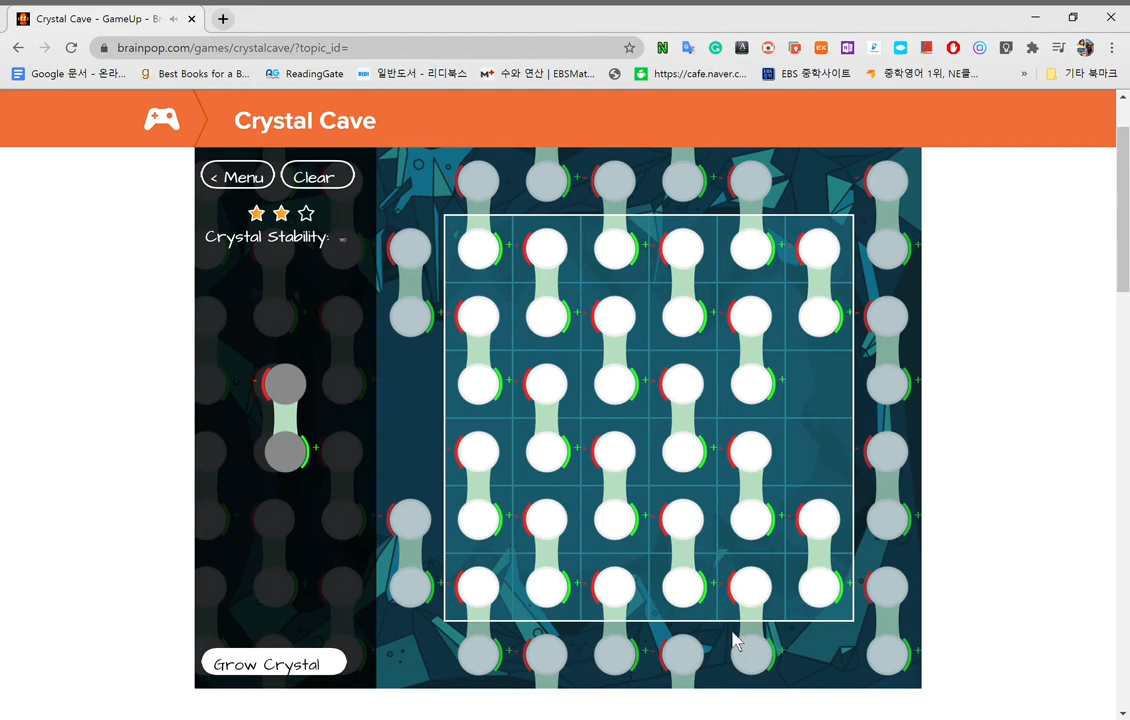 Crystal Cave - GameUp - Br
brainpop.com/games/crystalcave/?topic_id=
Google 문서 - 온라...
Best Books for a B...
ReadingGate
일반도서 - 리디북스
수와 연산 | EBSMat...
https://cafe.naver.c...
EBS 중학사이트
중학영어 1위, NE클...
»
기타 북마크
Crystal Cave
< Menu
Clear
Crystal Stability:
Grow Crystal